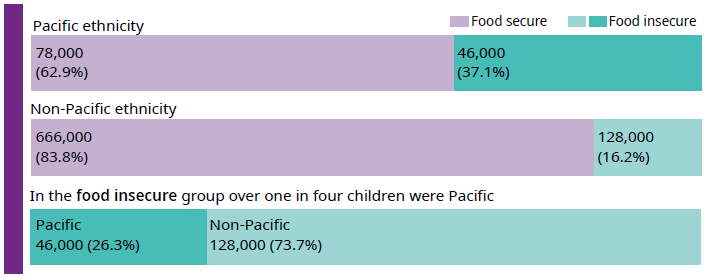 Pacific ethnicity
Food secure
Food insecure
78,000
(62.9%)
46,000
(37.1%)
Non-Pacific ethnicity
666,000
(83.8%)
128,000
(16.2%)
In the food insecure group over one in four children were Pacific
Pacific
46,000 (26.3%)
Non-Pacific
128,000 (73.7%)